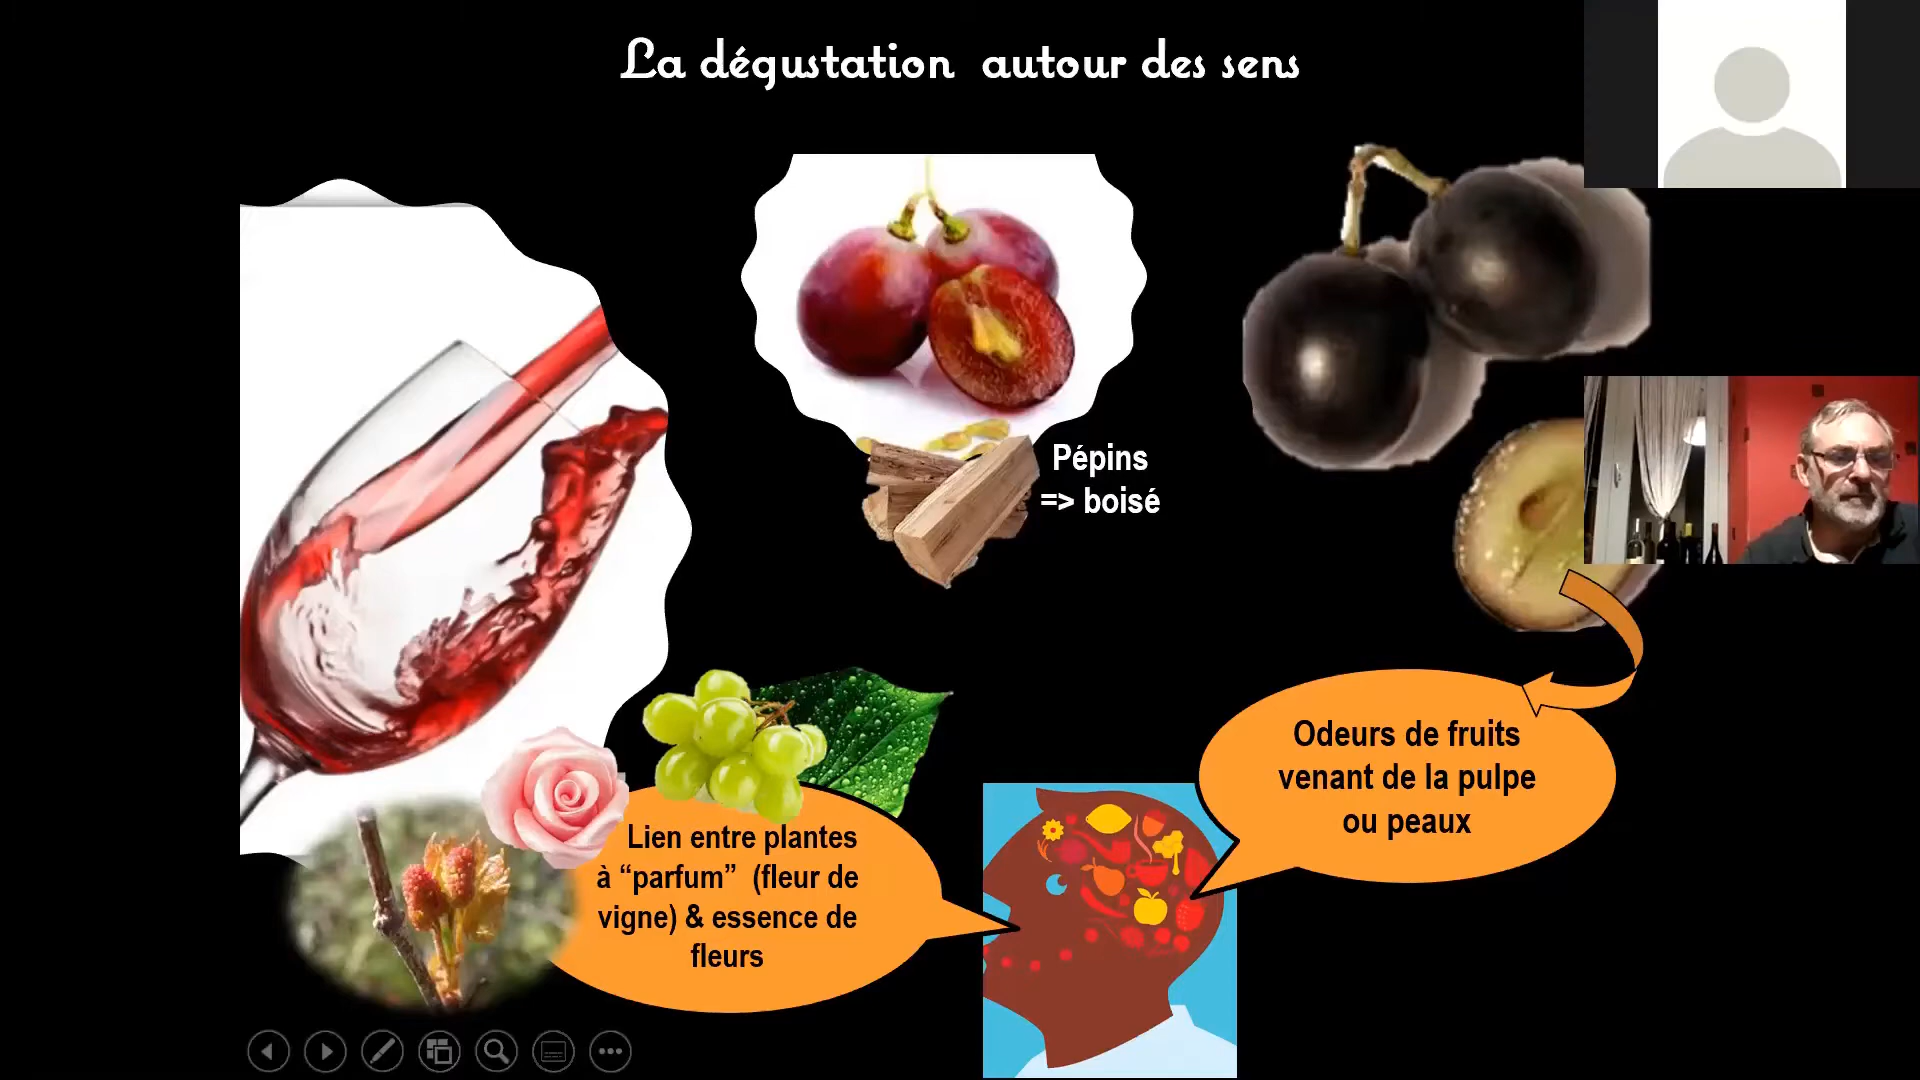 La dégustation autour des sens
Pépins
=> boisé
Odeurs de fruits
venant de la pulpe
ou peaux
Lien entre plantes
à “parfum” (fleur de
vigne) & essence de
fleurs